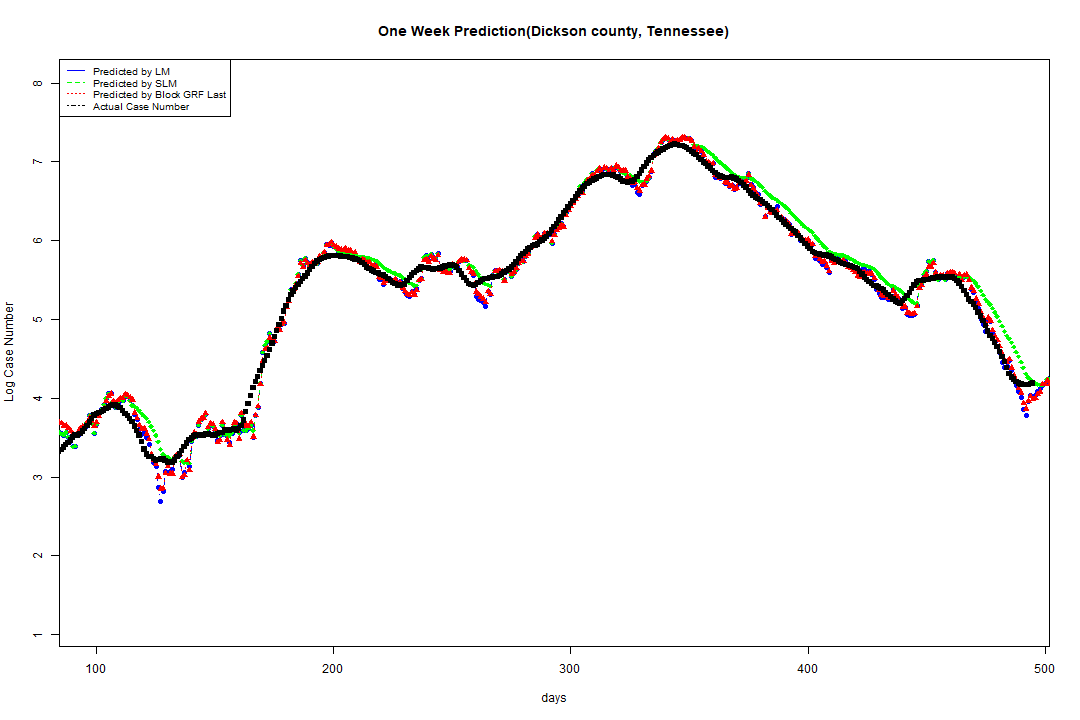 One Week Prediction(Dickson county, Tennessee)
Predicted by LM
Predicted by SLM
Predicted by Block GRF Last
Actual Case Number
8
7
6
5
4
3
2
1
Log Case Number
100 200 300 400 500
days